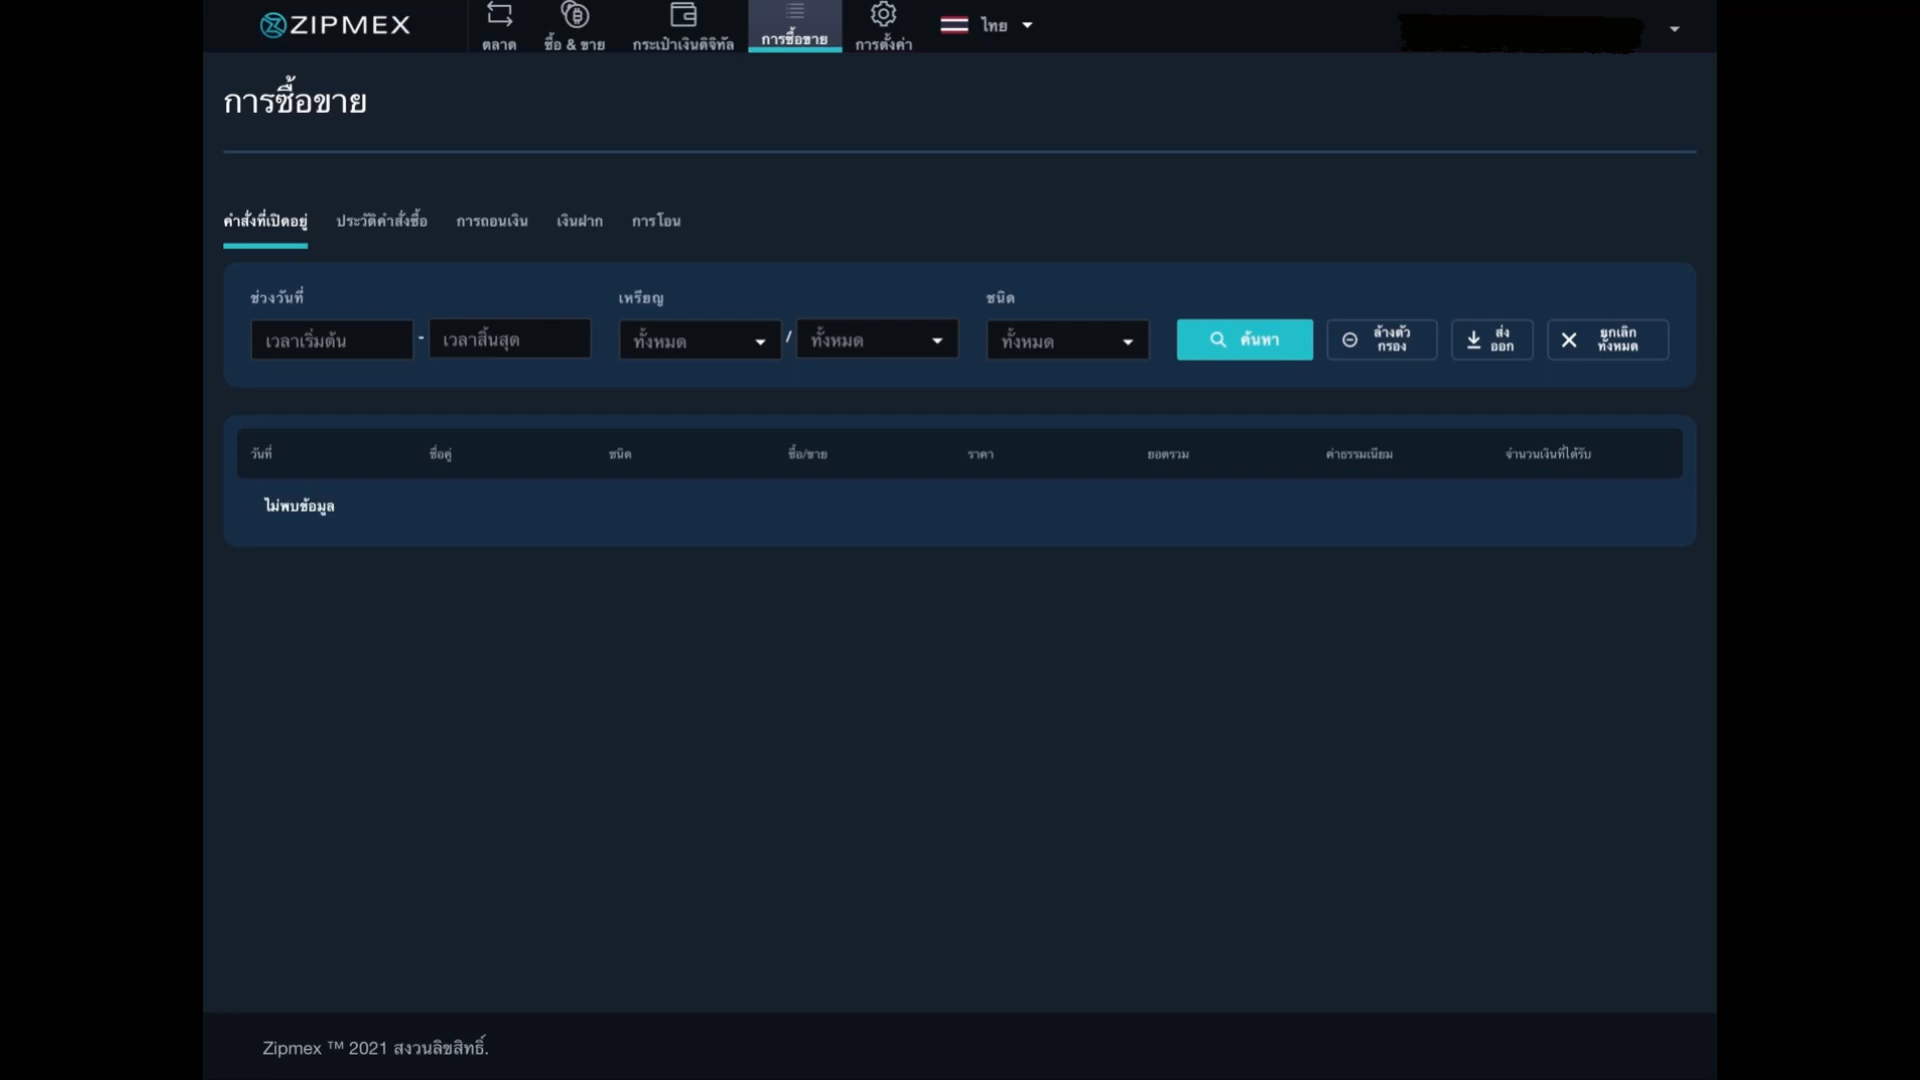 ZIPMEX
ตลาด
ซื้อ & ขาย
กระเป๋าเงินดิจิทัล
การซื้อขาย
การตั้งค่า
ไทย
การซื้อขาย
คำสั่งที่เปิดอยู่
ประวัติคำสั่งซื้อ
การถอนเงิน
เงินฝาก
การโอน
ช่วงวันที่
เหรียญ
ชนิด
เวลาเริ่มต้น
-
เวลาสิ้นสุด
ทั้งหมด
/
ทั้งหมด
ทั้งหมด
ค้นหา
ล้างตัว
กรอง
ส่ง
ออก
ยกเลิก
ทั้งหมด
วันที่
ชื่อคู่
ชนิด
ซื้อ/ขาย
ราคา
ยอดรวม
ค่าธรรมเนียม
จำนวนเงินที่ได้รับ
ไม่พบข้อมูล
Zipmex ™ 2021 สงวนลิขสิทธิ์.